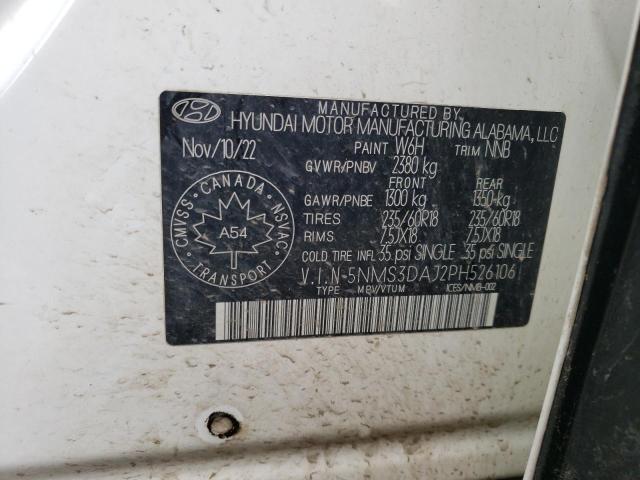 MANUFACTURED BY
HYUNDAI MOTOR MANUFACTURING ALABAMA, LLC
Nov/10/22 PAINT W6H TRIM NNB
GVWR/PNBV 2380 kg
FRONT REAR
GAWR/PNBE 1300 kg 1350 kg
TIRES 235/60R18 235/60R18
RIMS 7.5JX18 7.5JX18
COLD TIRE INFL 35 psi SINGLE 35 psi SINGLE
V.I.N-5NMS3DAJ2PH526106
TYPE MPV/VTUM ICES/NMB-002
CANADA
CMVSS NSVAC
A54
TRANSPORT